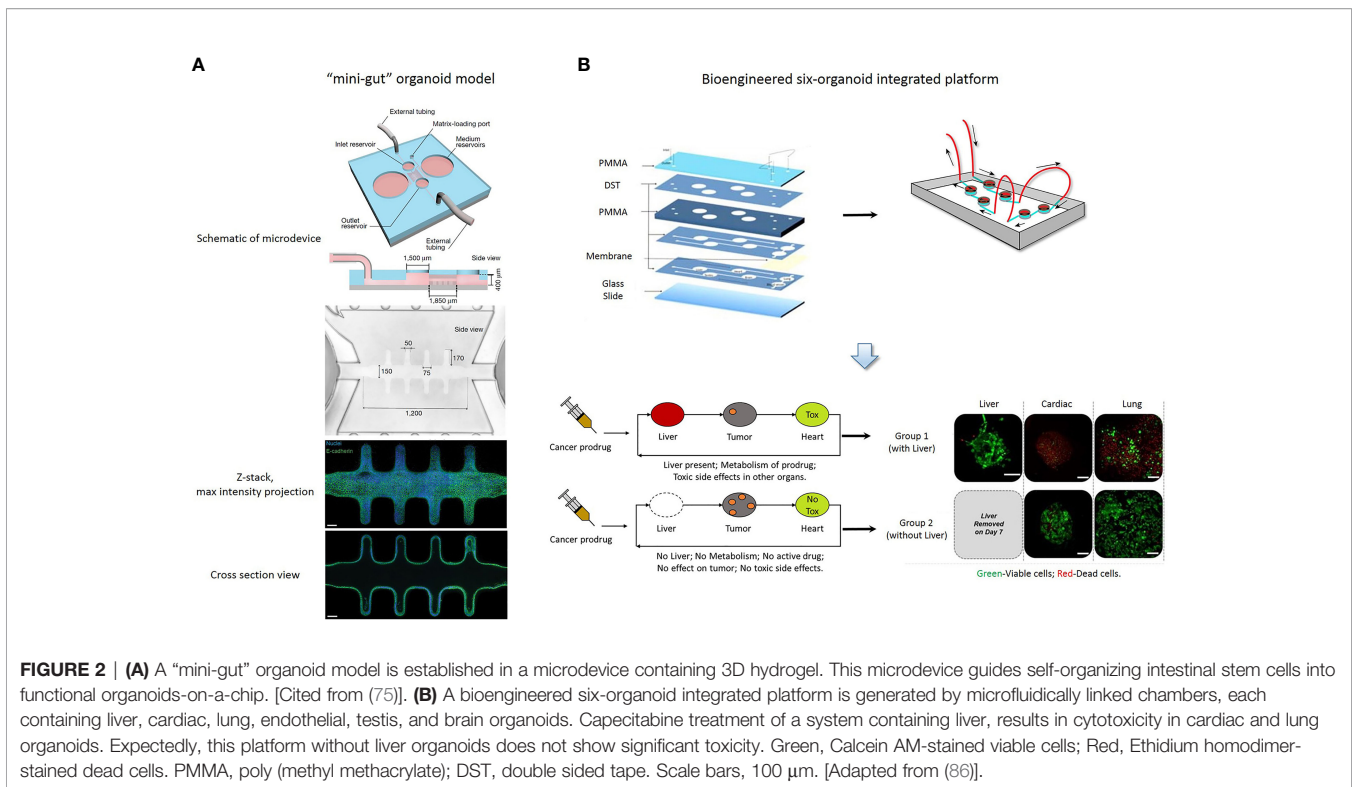 A
"mini-gut" organoid model
External tubing
Matrix-loading port
Inlet reservoir
Medium
reservoirs
Outlet
reservoir
External
tubing
Schematic of microdevice
1,500 μm
Side view
400 μm
1,850 μm
Side view
50
170
150
75
1,200
Nuclei
E-cadherin
Z-stack,
max intensity projection
Cross section view
B
Bioengineered six-organoid integrated platform
PMMA
DST
PMMA
Membrane
Glass
Slide
Cancer prodrug
Liver
Tumor
Tox
Heart
Liver present; Metabolism of prodrug;
Toxic side effects in other organs.
Cancer prodrug
Liver
Tumor
No
Tox
Heart
No Liver; No Metabolism; No active drug;
No effect on tumor; No toxic side effects.
Liver
Cardiac
Lung
Group 1
(with Liver)
Group 2
(without Liver)
Liver
Removed
on Day 7
Green-Viable cells; Red-Dead cells.
FIGURE 2 | (A) A “mini-gut” organoid model is established in a microdevice containing 3D hydrogel. This microdevice guides self-organizing intestinal stem cells into
functional organoids-on-a-chip. [Cited from (75)]. (B) A bioengineered six-organoid integrated platform is generated by microfluidically linked chambers, each
containing liver, cardiac, lung, endothelial, testis, and brain organoids. Capecitabine treatment of a system containing liver, results in cytotoxicity in cardiac and lung
organoids. Expectedly, this platform without liver organoids does not show significant toxicity. Green, Calcein AM-stained viable cells; Red, Ethidium homodimer-
stained dead cells. PMMA, poly (methyl methacrylate); DST, double sided tape. Scale bars, 100 μm. [Adapted from (86)].